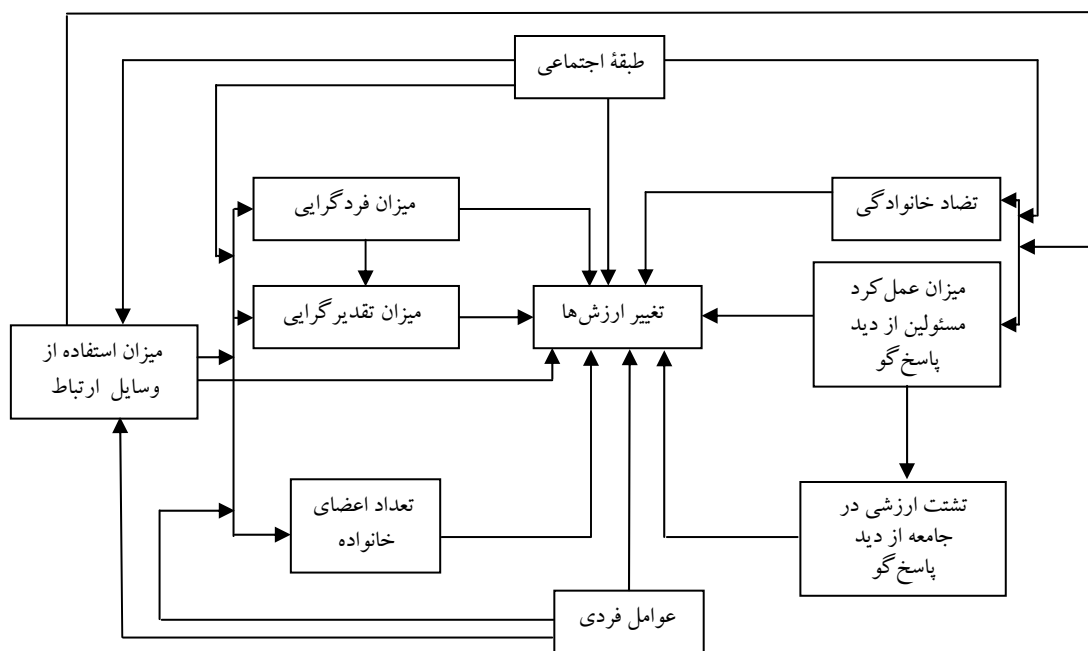 طبقۀ اجتماعی
تضاد خانوادگی
میزان فردگرایی
میزان عمل‌کرد
مسئولین از دید
پاسخ‌گو
تغییر ارزش‌ها
میزان تقدیرگرایی
میزان استفاده از
وسایل ارتباط
تشتت ارزشی در
جامعه از دید
پاسخ‌گو
تعداد اعضای
خانواده
عوامل فردی